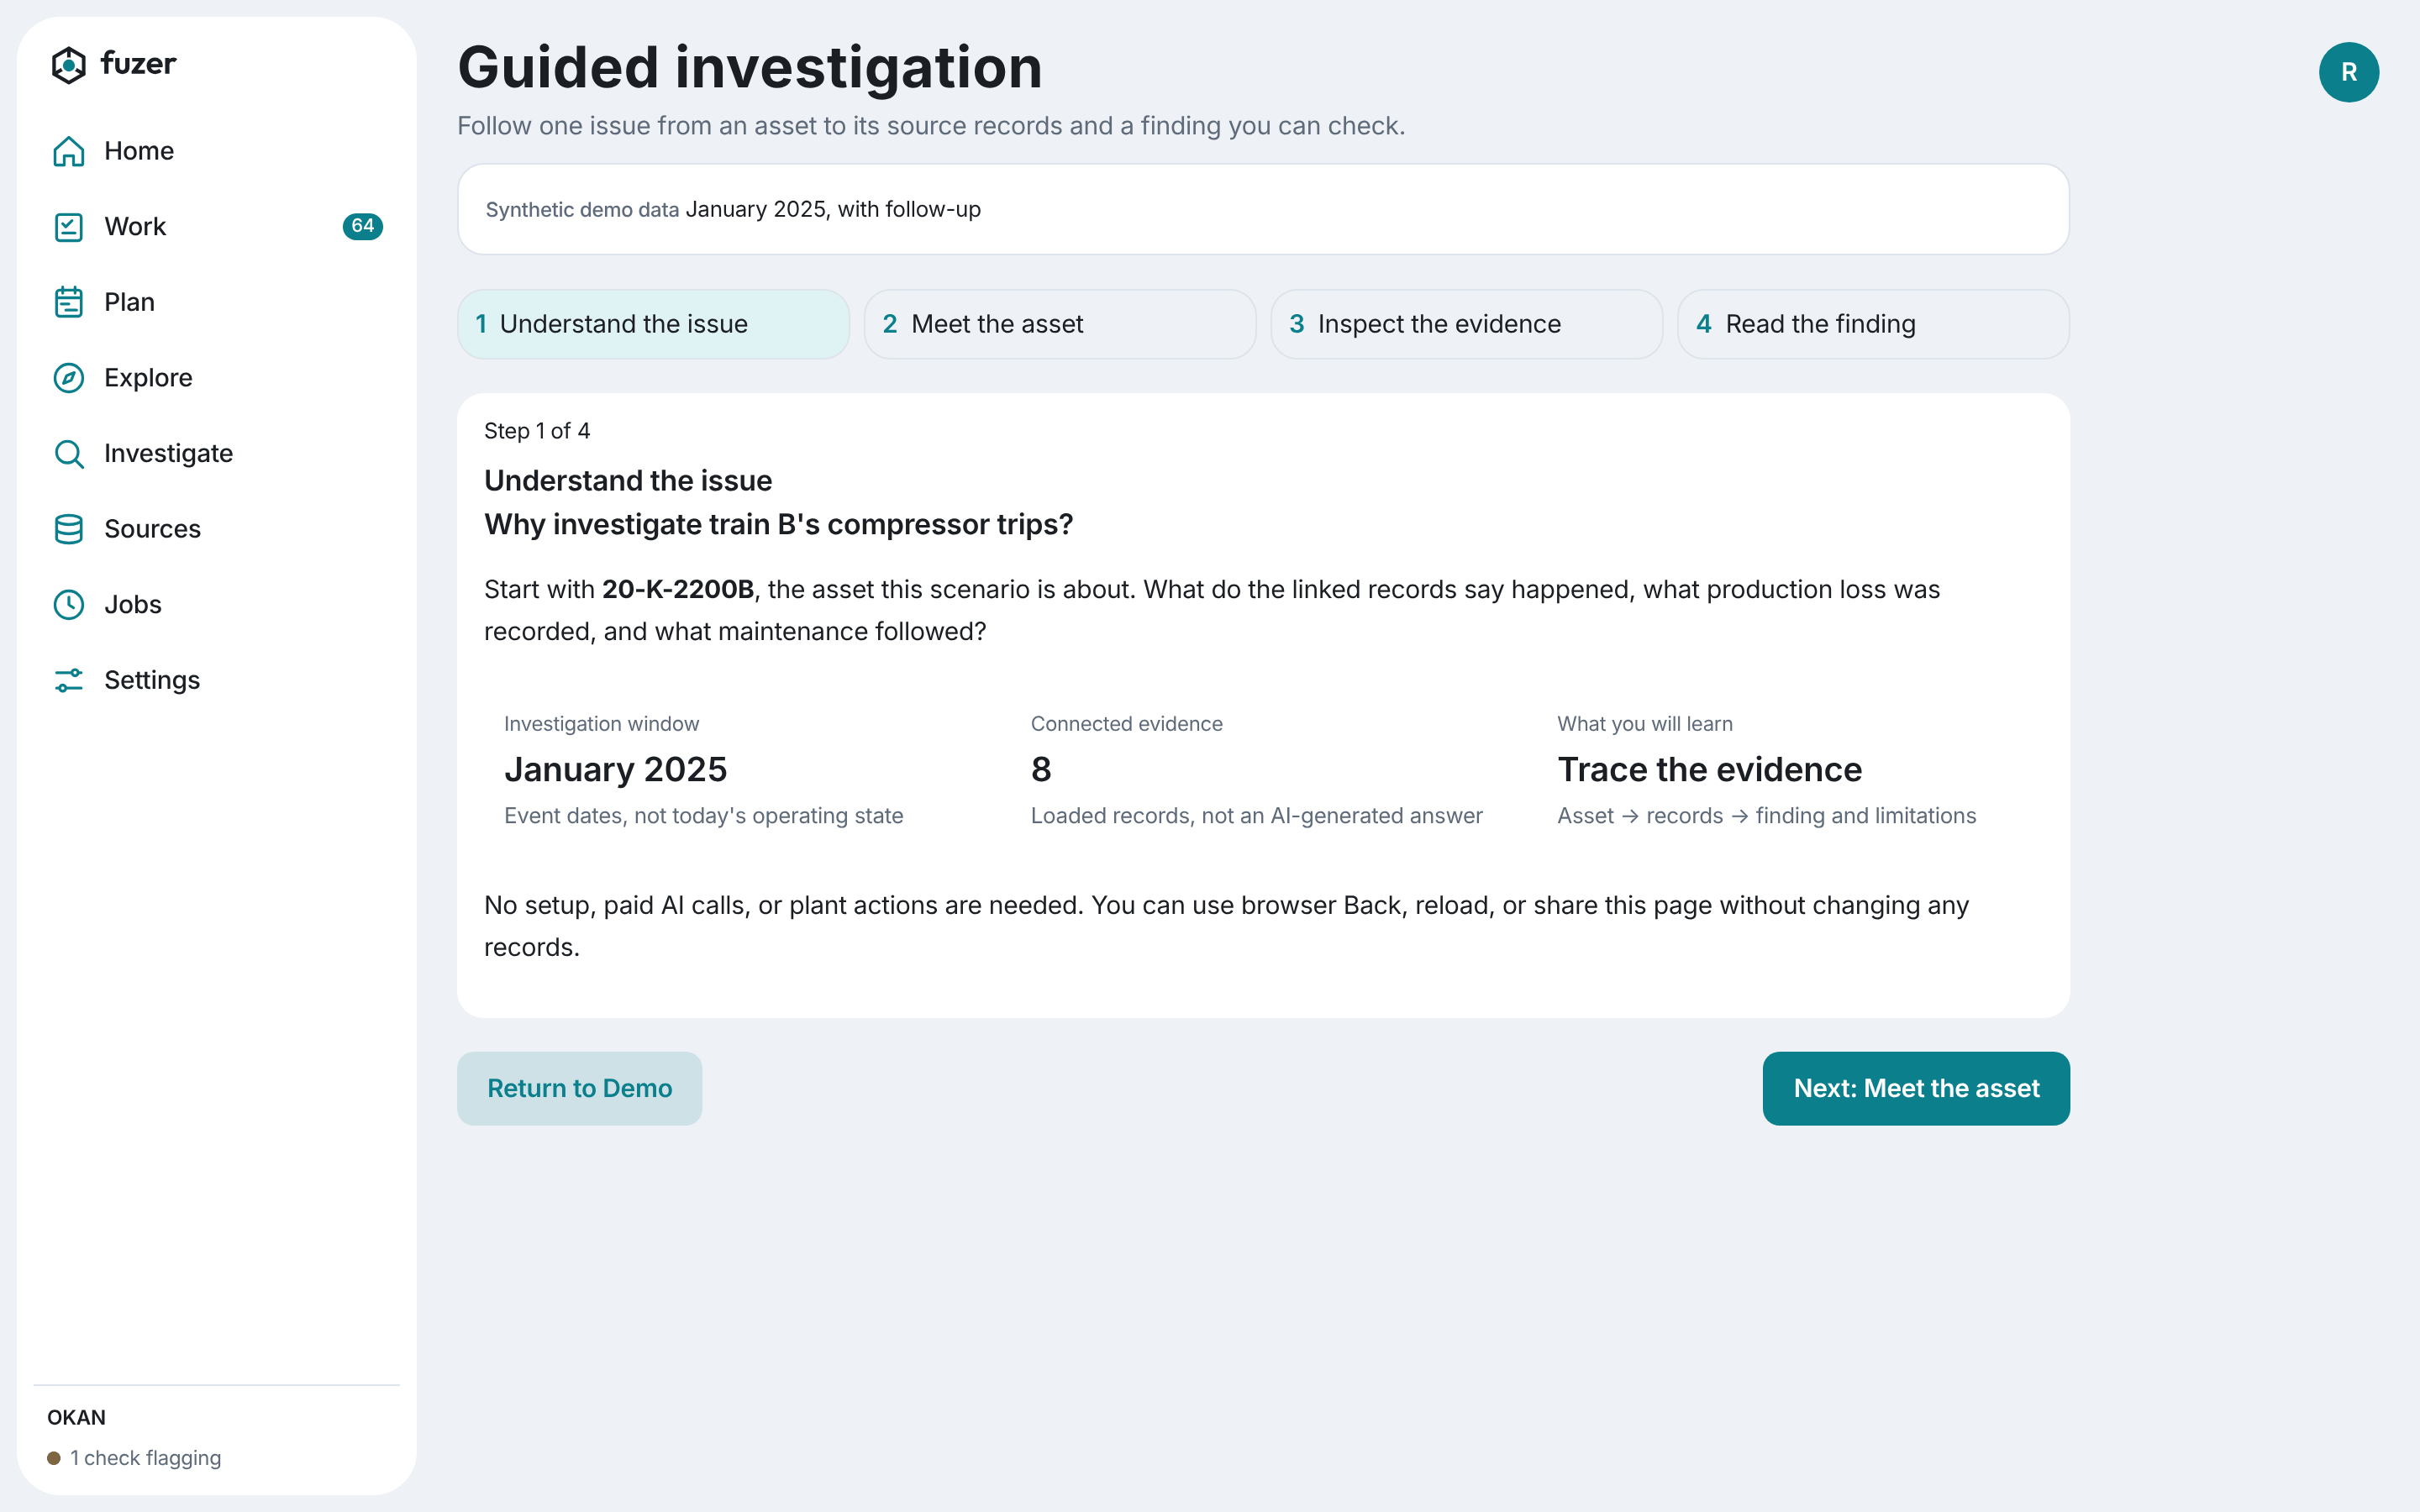 fuzer
Home
Work 64
Plan
Explore
Investigate
Sources
Jobs
Settings
OKAN
1 check flagging
Guided investigation
R
Follow one issue from an asset to its source records and a finding you can check.
Synthetic demo data January 2025, with follow-up
1 Understand the issue
2 Meet the asset
3 Inspect the evidence
4 Read the finding
Step 1 of 4
Understand the issue
Why investigate train B's compressor trips?
Start with 20-K-2200B, the asset this scenario is about. What do the linked records say happened, what production loss was
recorded, and what maintenance followed?
Investigation window
January 2025
Event dates, not today's operating state
Connected evidence
8
Loaded records, not an AI-generated answer
What you will learn
Trace the evidence
Asset → records → finding and limitations
No setup, paid AI calls, or plant actions are needed. You can use browser Back, reload, or share this page without changing any
records.
Return to Demo
Next: Meet the asset